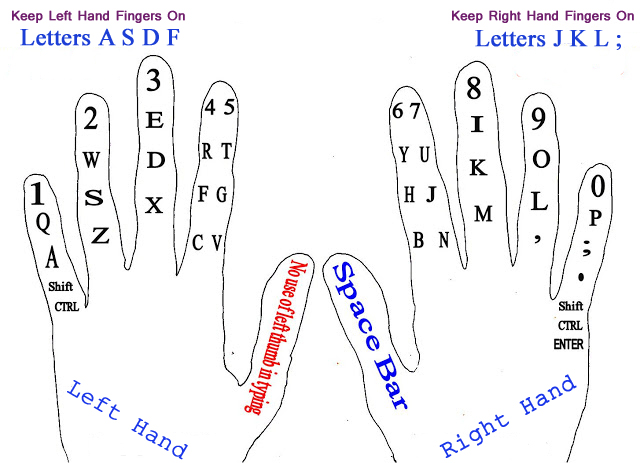 Keep Left Hand Fingers On
Letters A S D F
Keep Right Hand Fingers On
Letters J K L ;
1
Q
A
Shift
CTRL
2
W
S
Z
3
E
D
X
4 5
R T
F G
C V
No use of left thumb in typing
Left Hand
Space Bar
6 7
Y U
H J
B N
8
I
K
M
9
O
L
,
0
P
;
.
Shift
CTRL
ENTER
Right Hand